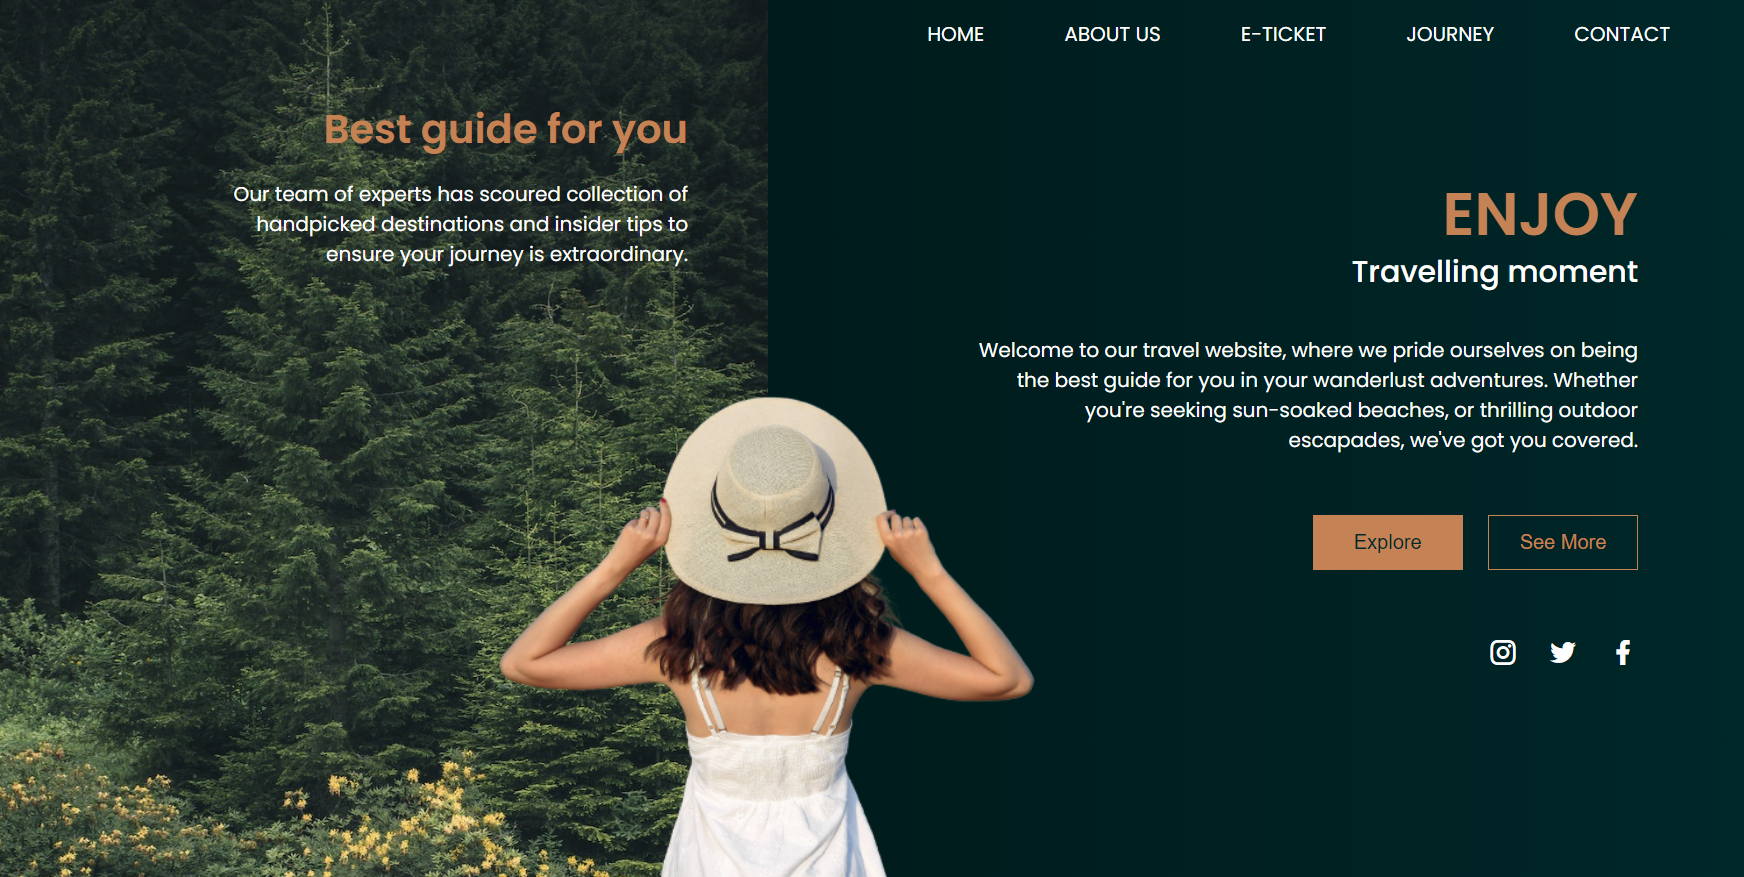 HOME ABOUT US E-TICKET JOURNEY CONTACT
Best guide for you
Our team of experts has scoured collection of
handpicked destinations and insider tips to
ensure your journey is extraordinary.
ENJOY
Travelling moment
Welcome to our travel website, where we pride ourselves on being
the best guide for you in your wanderlust adventures. Whether
you're seeking sun-soaked beaches, or thrilling outdoor
escapades, we've got you covered.
Explore See More